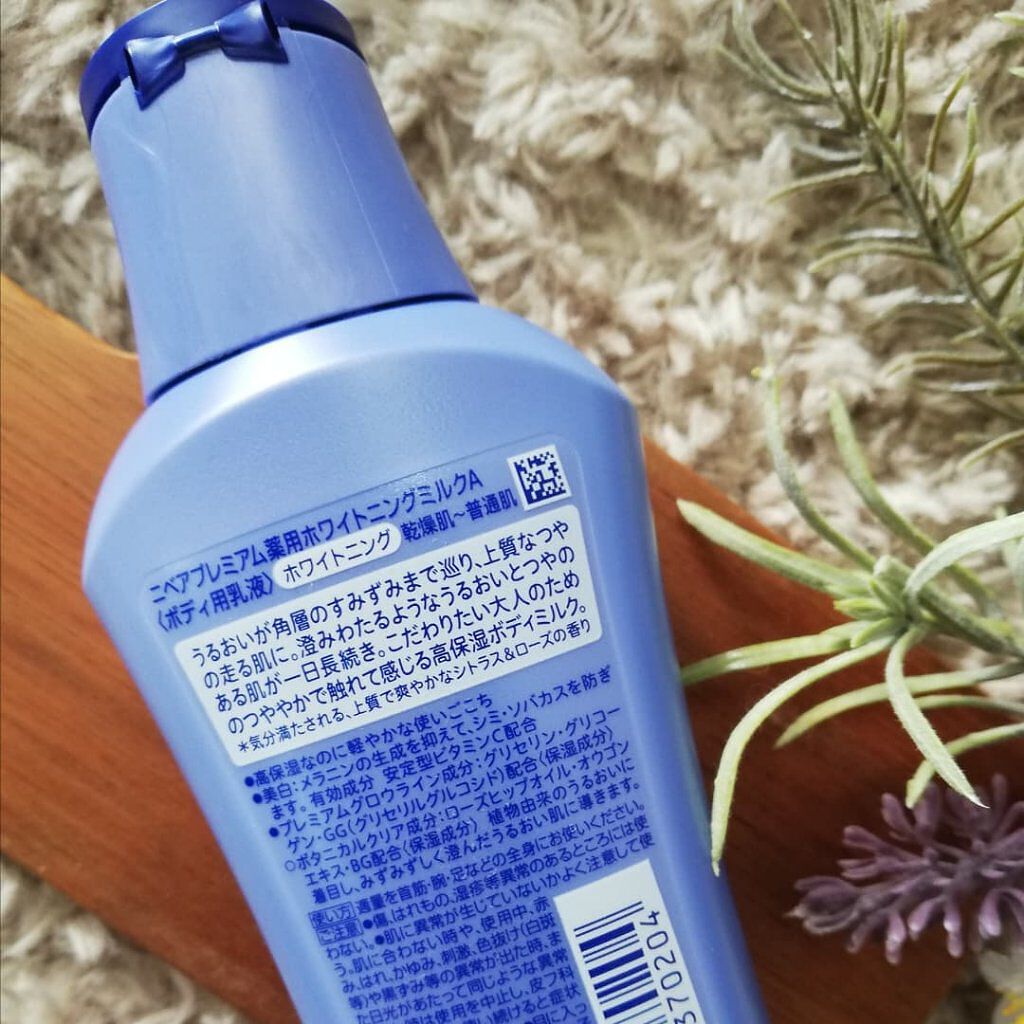 ニベアプレミアム薬用ホワイトニングミルクA
〈ボディ用乳液〉 ホワイトニング 乾燥肌〜普通肌
うるおいが角層のすみずみまで巡り、上質なつや
の走る肌に。澄みわたるようなうるおいとつやの
ある肌が一日長続き。こだわりたい大人のため
のつややかで触れて感じる高保湿ボディミルク。
＊気分満たされる、上質で爽やかなシトラス&ローズの香り
●高保湿なのに軽やかな使いごこち
●美白：メラニンの生成を抑えて、シミ・ソバカスを防ぎ
ます。有効成分 安定型ビタミンC配合
●プレミアムグロウライン成分：グリセリン、グリコー
ゲン・GG（グリセリルグルコシド）配合〈保湿成分〉
○ボタニカルクリア成分：ローズヒップオイル・オウゴン
エキス・BG配合〈保湿成分〉 植物由来のうるおいに
着目し、みずみずしく澄んだうるおい肌に導きます。
使い方 適量を首筋・腕・足などの全身にお使いください。
ご注意 ●傷、はれもの、湿疹等異常のあるところには使
わない。●肌に異常が生じていないかよく注意して使
う。肌に合わない時や、使用中、赤
み、はれ、かゆみ、刺激、色抜け(白斑
等)や黒ずみ等の異常が出た時、ま
た日光があたって同じような異常
時は使用を中止し、皮フ科
使い続けると症状
目に入っ
370204